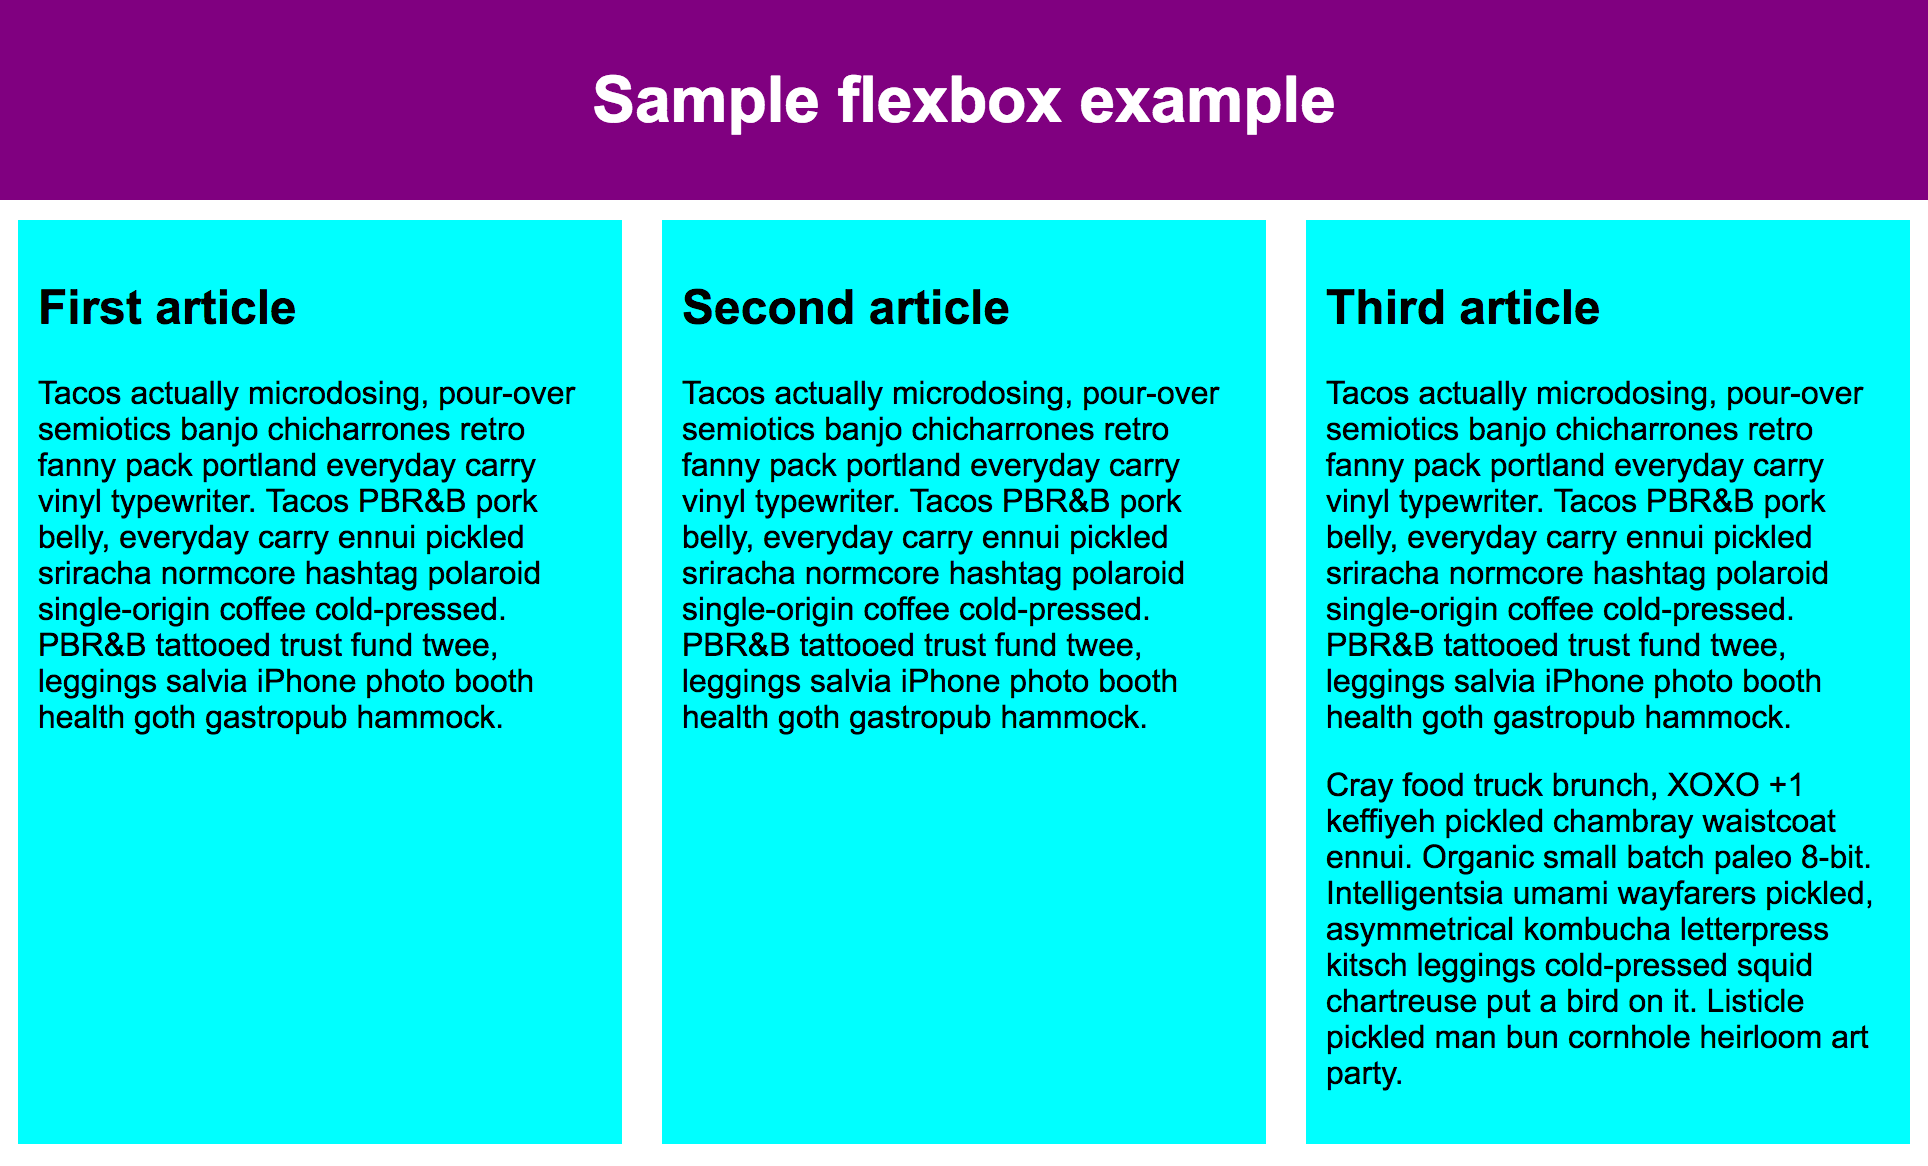 Sample flexbox example
First article
Tacos actually microdosing, pour-over
semiotics banjo chicharrones retro
fanny pack portland everyday carry
vinyl typewriter. Tacos PBR&B pork
belly, everyday carry ennui pickled
sriracha normcore hashtag polaroid
single-origin coffee cold-pressed.
PBR&B tattooed trust fund twee,
leggings salvia iPhone photo booth
health goth gastropub hammock.
Second article
Tacos actually microdosing, pour-over
semiotics banjo chicharrones retro
fanny pack portland everyday carry
vinyl typewriter. Tacos PBR&B pork
belly, everyday carry ennui pickled
sriracha normcore hashtag polaroid
single-origin coffee cold-pressed.
PBR&B tattooed trust fund twee,
leggings salvia iPhone photo booth
health goth gastropub hammock.
Third article
Tacos actually microdosing, pour-over
semiotics banjo chicharrones retro
fanny pack portland everyday carry
vinyl typewriter. Tacos PBR&B pork
belly, everyday carry ennui pickled
sriracha normcore hashtag polaroid
single-origin coffee cold-pressed.
PBR&B tattooed trust fund twee,
leggings salvia iPhone photo booth
health goth gastropub hammock.
Cray food truck brunch, XOXO +1
keffiyeh pickled chambray waistcoat
ennui. Organic small batch paleo 8-bit.
Intelligentsia umami wayfarers pickled,
asymmetrical kombucha letterpress
kitsch leggings cold-pressed squid
chartreuse put a bird on it. Listicle
pickled man bun cornhole heirloom art
party.